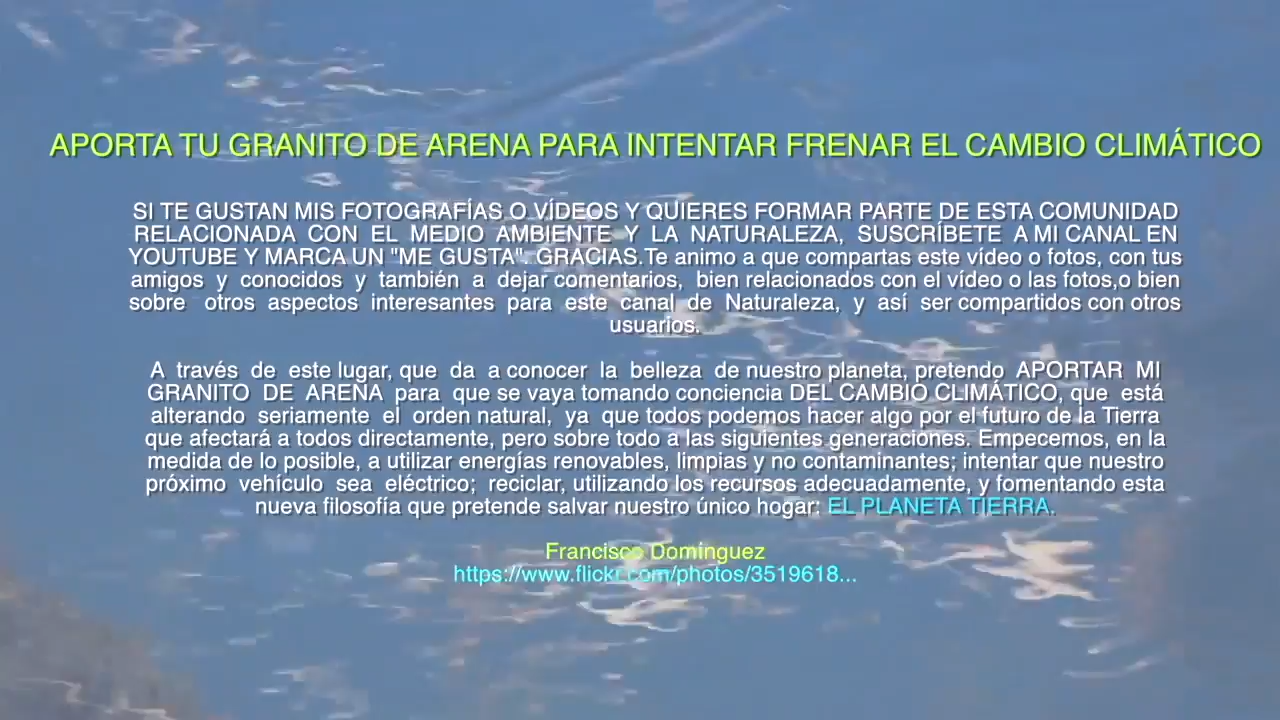 APORTA TU GRANITO DE ARENA PARA INTENTAR FRENAR EL CAMBIO CLIMÁTICO
SI TE GUSTAN MIS FOTOGRAFÍAS O VÍDEOS Y QUIERES FORMAR PARTE DE ESTA COMUNIDAD
RELACIONADA CON EL MEDIO AMBIENTE Y LA NATURALEZA, SUSCRÍBETE A MI CANAL EN
YOUTUBE Y MARCA UN "ME GUSTA". GRACIAS.Te animo a que compartas este vídeo o fotos, con tus
amigos y conocidos y también a dejar comentarios, bien relacionados con el vídeo o las fotos,o bien
sobre otros aspectos interesantes para este canal de Naturaleza, y así ser compartidos con otros
usuarios.
A través de este lugar, que da a conocer la belleza de nuestro planeta, pretendo APORTAR MI
GRANITO DE ARENA para que se vaya tomando conciencia DEL CAMBIO CLIMÁTICO, que está
alterando seriamente el orden natural, ya que todos podemos hacer algo por el futuro de la Tierra
que afectará a todos directamente, pero sobre todo a las siguientes generaciones. Empecemos, en la
medida de lo posible, a utilizar energías renovables, limpias y no contaminantes; intentar que nuestro
próximo vehículo sea eléctrico; reciclar, utilizando los recursos adecuadamente, y fomentando esta
nueva filosofía que pretende salvar nuestro único hogar: EL PLANETA TIERRA.
Francisco Domínguez
https://www.flickr.com/photos/3519618...